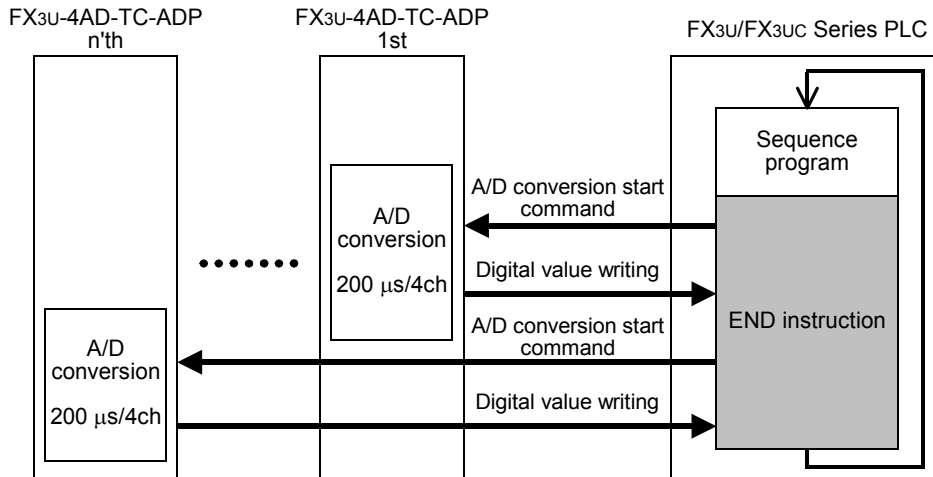 FX3U-4AD-TC-ADP
n'th
FX3U-4AD-TC-ADP
1st
FX3U/FX3UC Series PLC
Sequence
program
A/D conversion start
command
A/D
conversion
200 μs/4ch
Digital value writing
END instruction
A/D conversion start
command
A/D
conversion
200 μs/4ch
Digital value writing